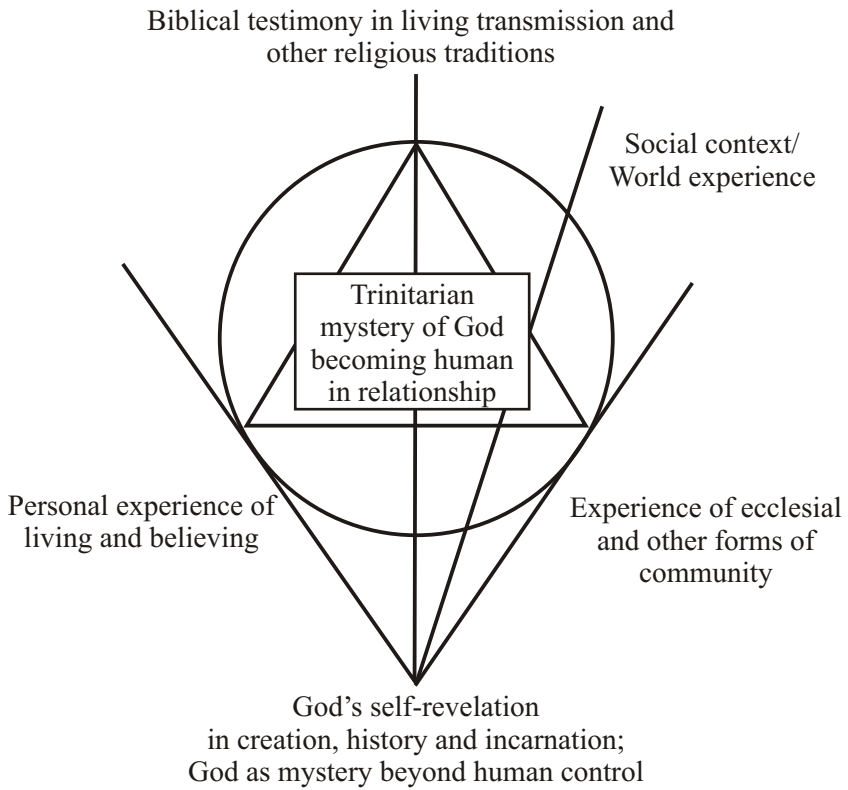 Biblical testimony in living transmission and
other religious traditions
Social context/
World experience
Trinitarian
mystery of God
becoming human
in relationship
Personal experience of
living and believing
Experience of ecclesial
and other forms of
community
God’s self-revelation
in creation, history and incarnation;
God as mystery beyond human control